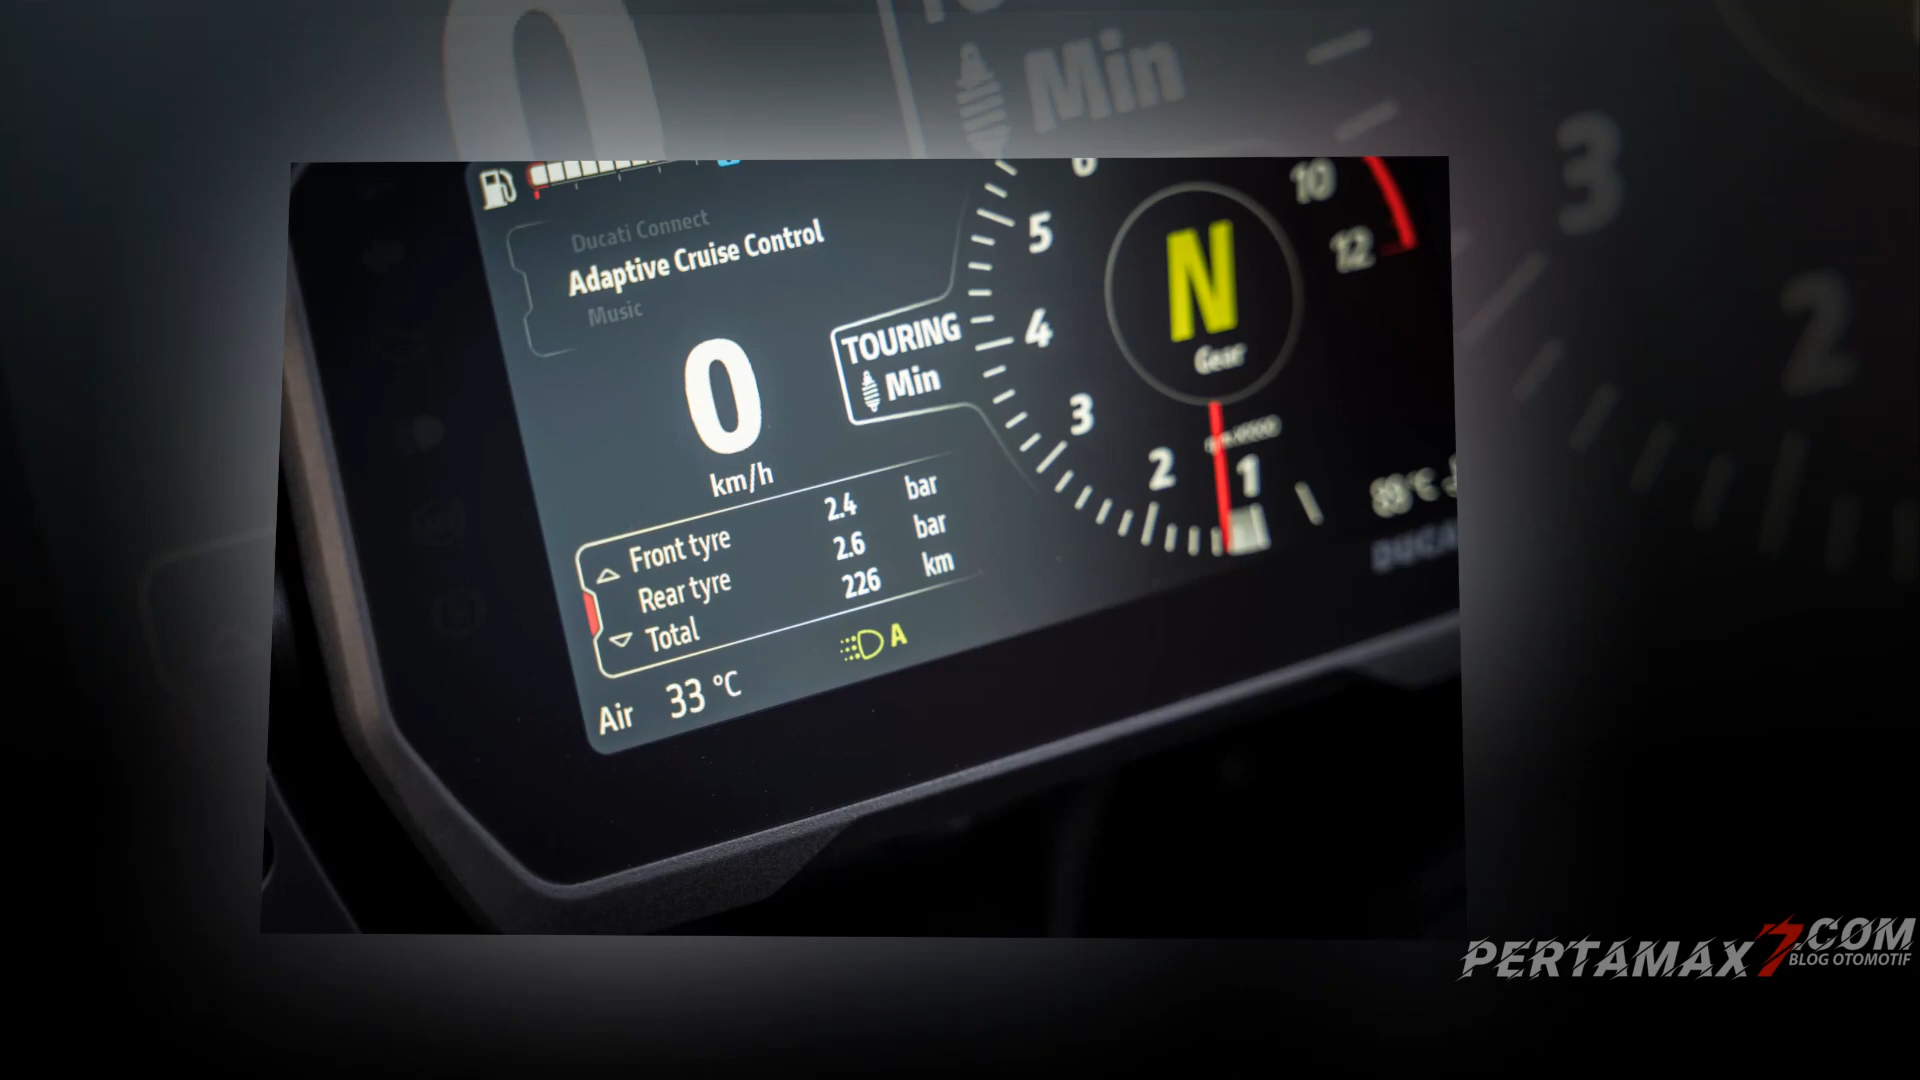 Min
3
2
Ducati Connect
Adaptive Cruise Control
Music
0
km/h
TOURING
Min
Front tyre 2.4 bar
Rear tyre 2.6 bar
Total 226 km
Air 33 °C
A
6
5
4
3
2
1
10
12
N
Gear
PERTAMAX7.COM
BLOG OTOMOTIF